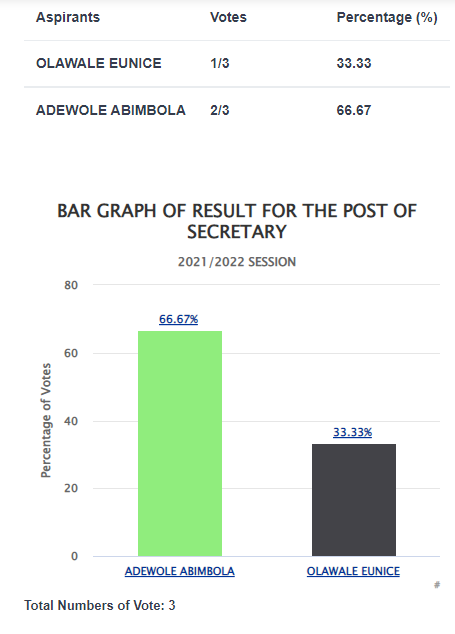 Aspirants Votes Percentage (%)
OLAWALE EUNICE 1/3 33.33
ADEWOLE ABIMBOLA 2/3 66.67
BAR GRAPH OF RESULT FOR THE POST OF
SECRETARY
2021/2022 SESSION
Percentage of Votes
80
60
40
20
0
66.67%
33.33%
ADEWOLE ABIMBOLA OLAWALE EUNICE
#
Total Numbers of Vote: 3